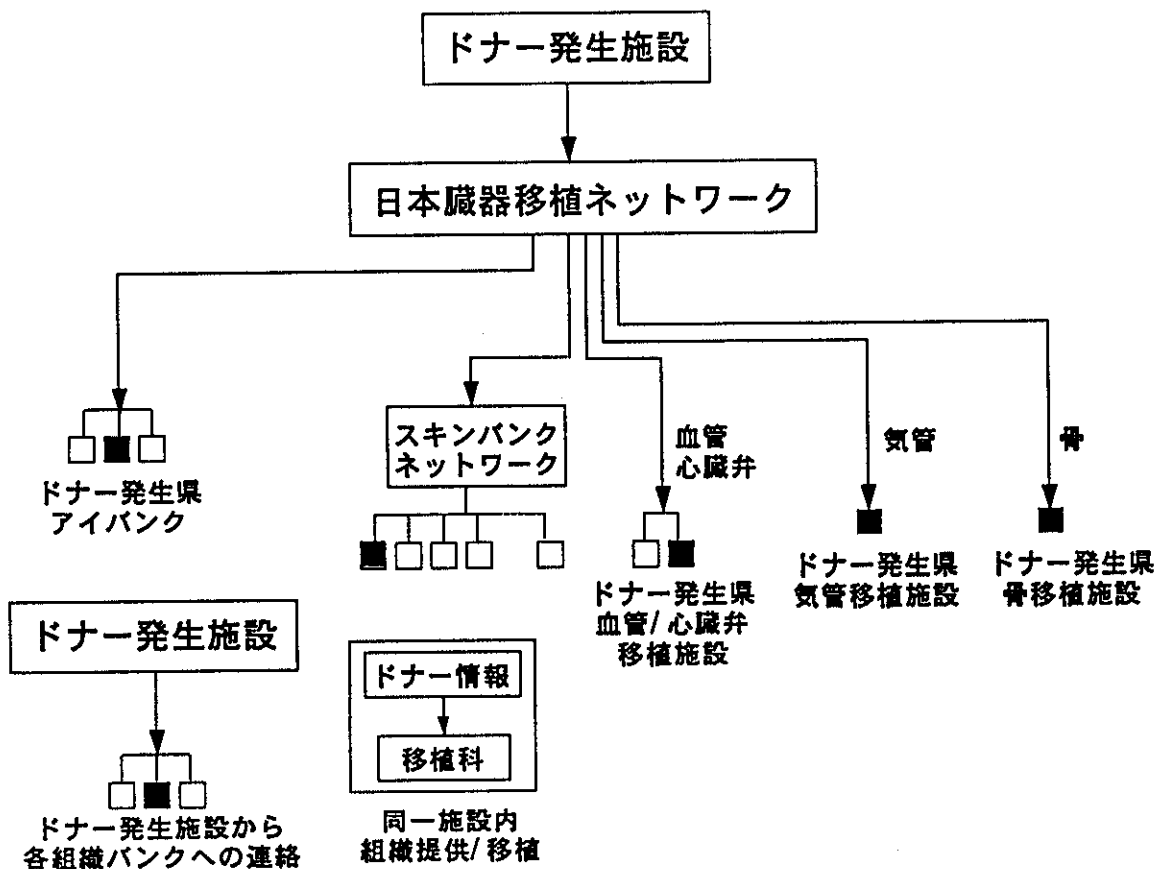 ドナー発生施設
日本臓器移植ネットワーク
ドナー発生県
アイバンク
スキンバンク
ネットワーク
血管
心臓弁
ドナー発生県
血管/心臓弁
移植施設
気管
ドナー発生県
気管移植施設
骨
ドナー発生県
骨移植施設
ドナー発生施設
ドナー発生施設から
各組織バンクへの連絡
ドナー情報
移植科
同一施設内
組織提供/移植